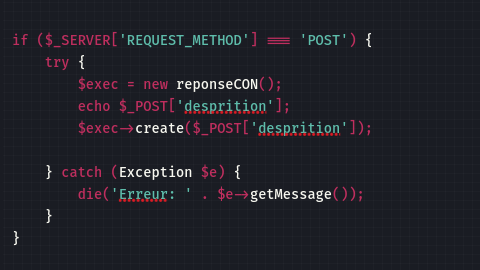 if ($_SERVER['REQUEST_METHOD'] === 'POST') {
try {
$exec = new reponseCON();
echo $_POST['desprition'];
$exec->create($_POST['desprition']);
} catch (Exception $e) {
die('Erreur: ' . $e->getMessage());
}
}